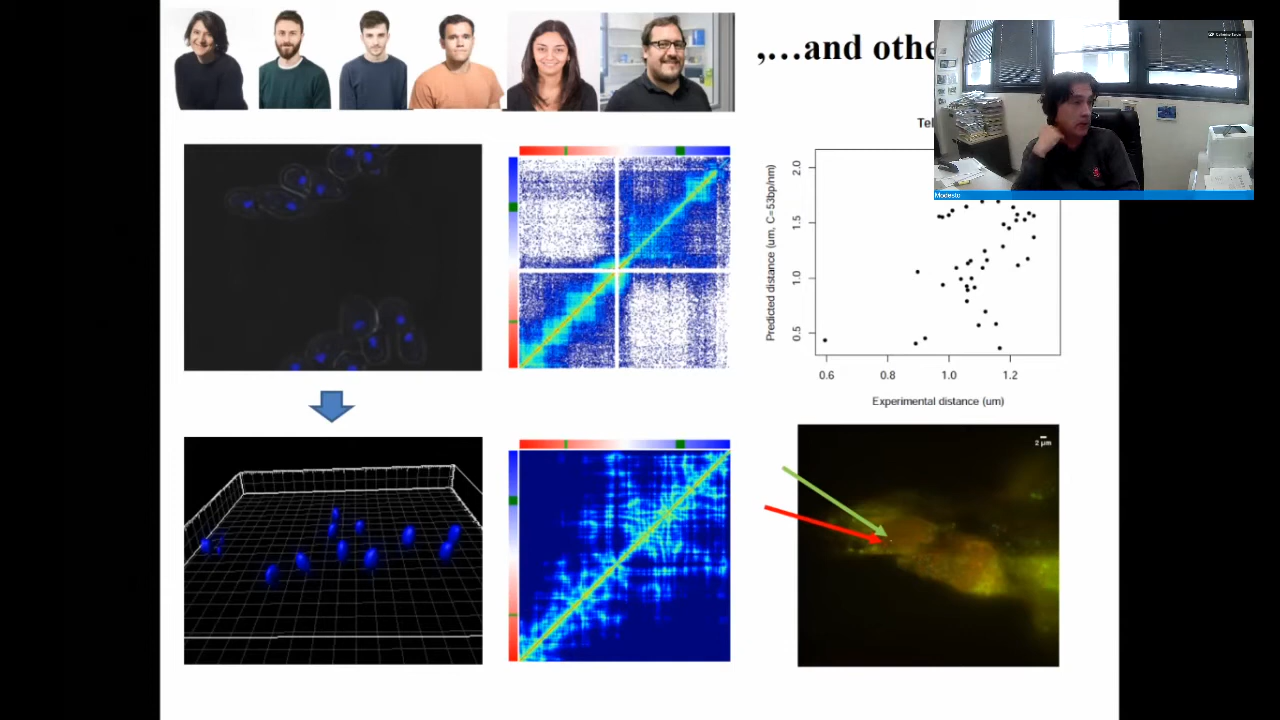 ,…and othe
Tel
Predicted distance (um, C=53bp/nm)
2.0
1.5
1.0
0.5
0.6 0.8 1.0 1.2
Experimental distance (um)
2 µm
Modesto